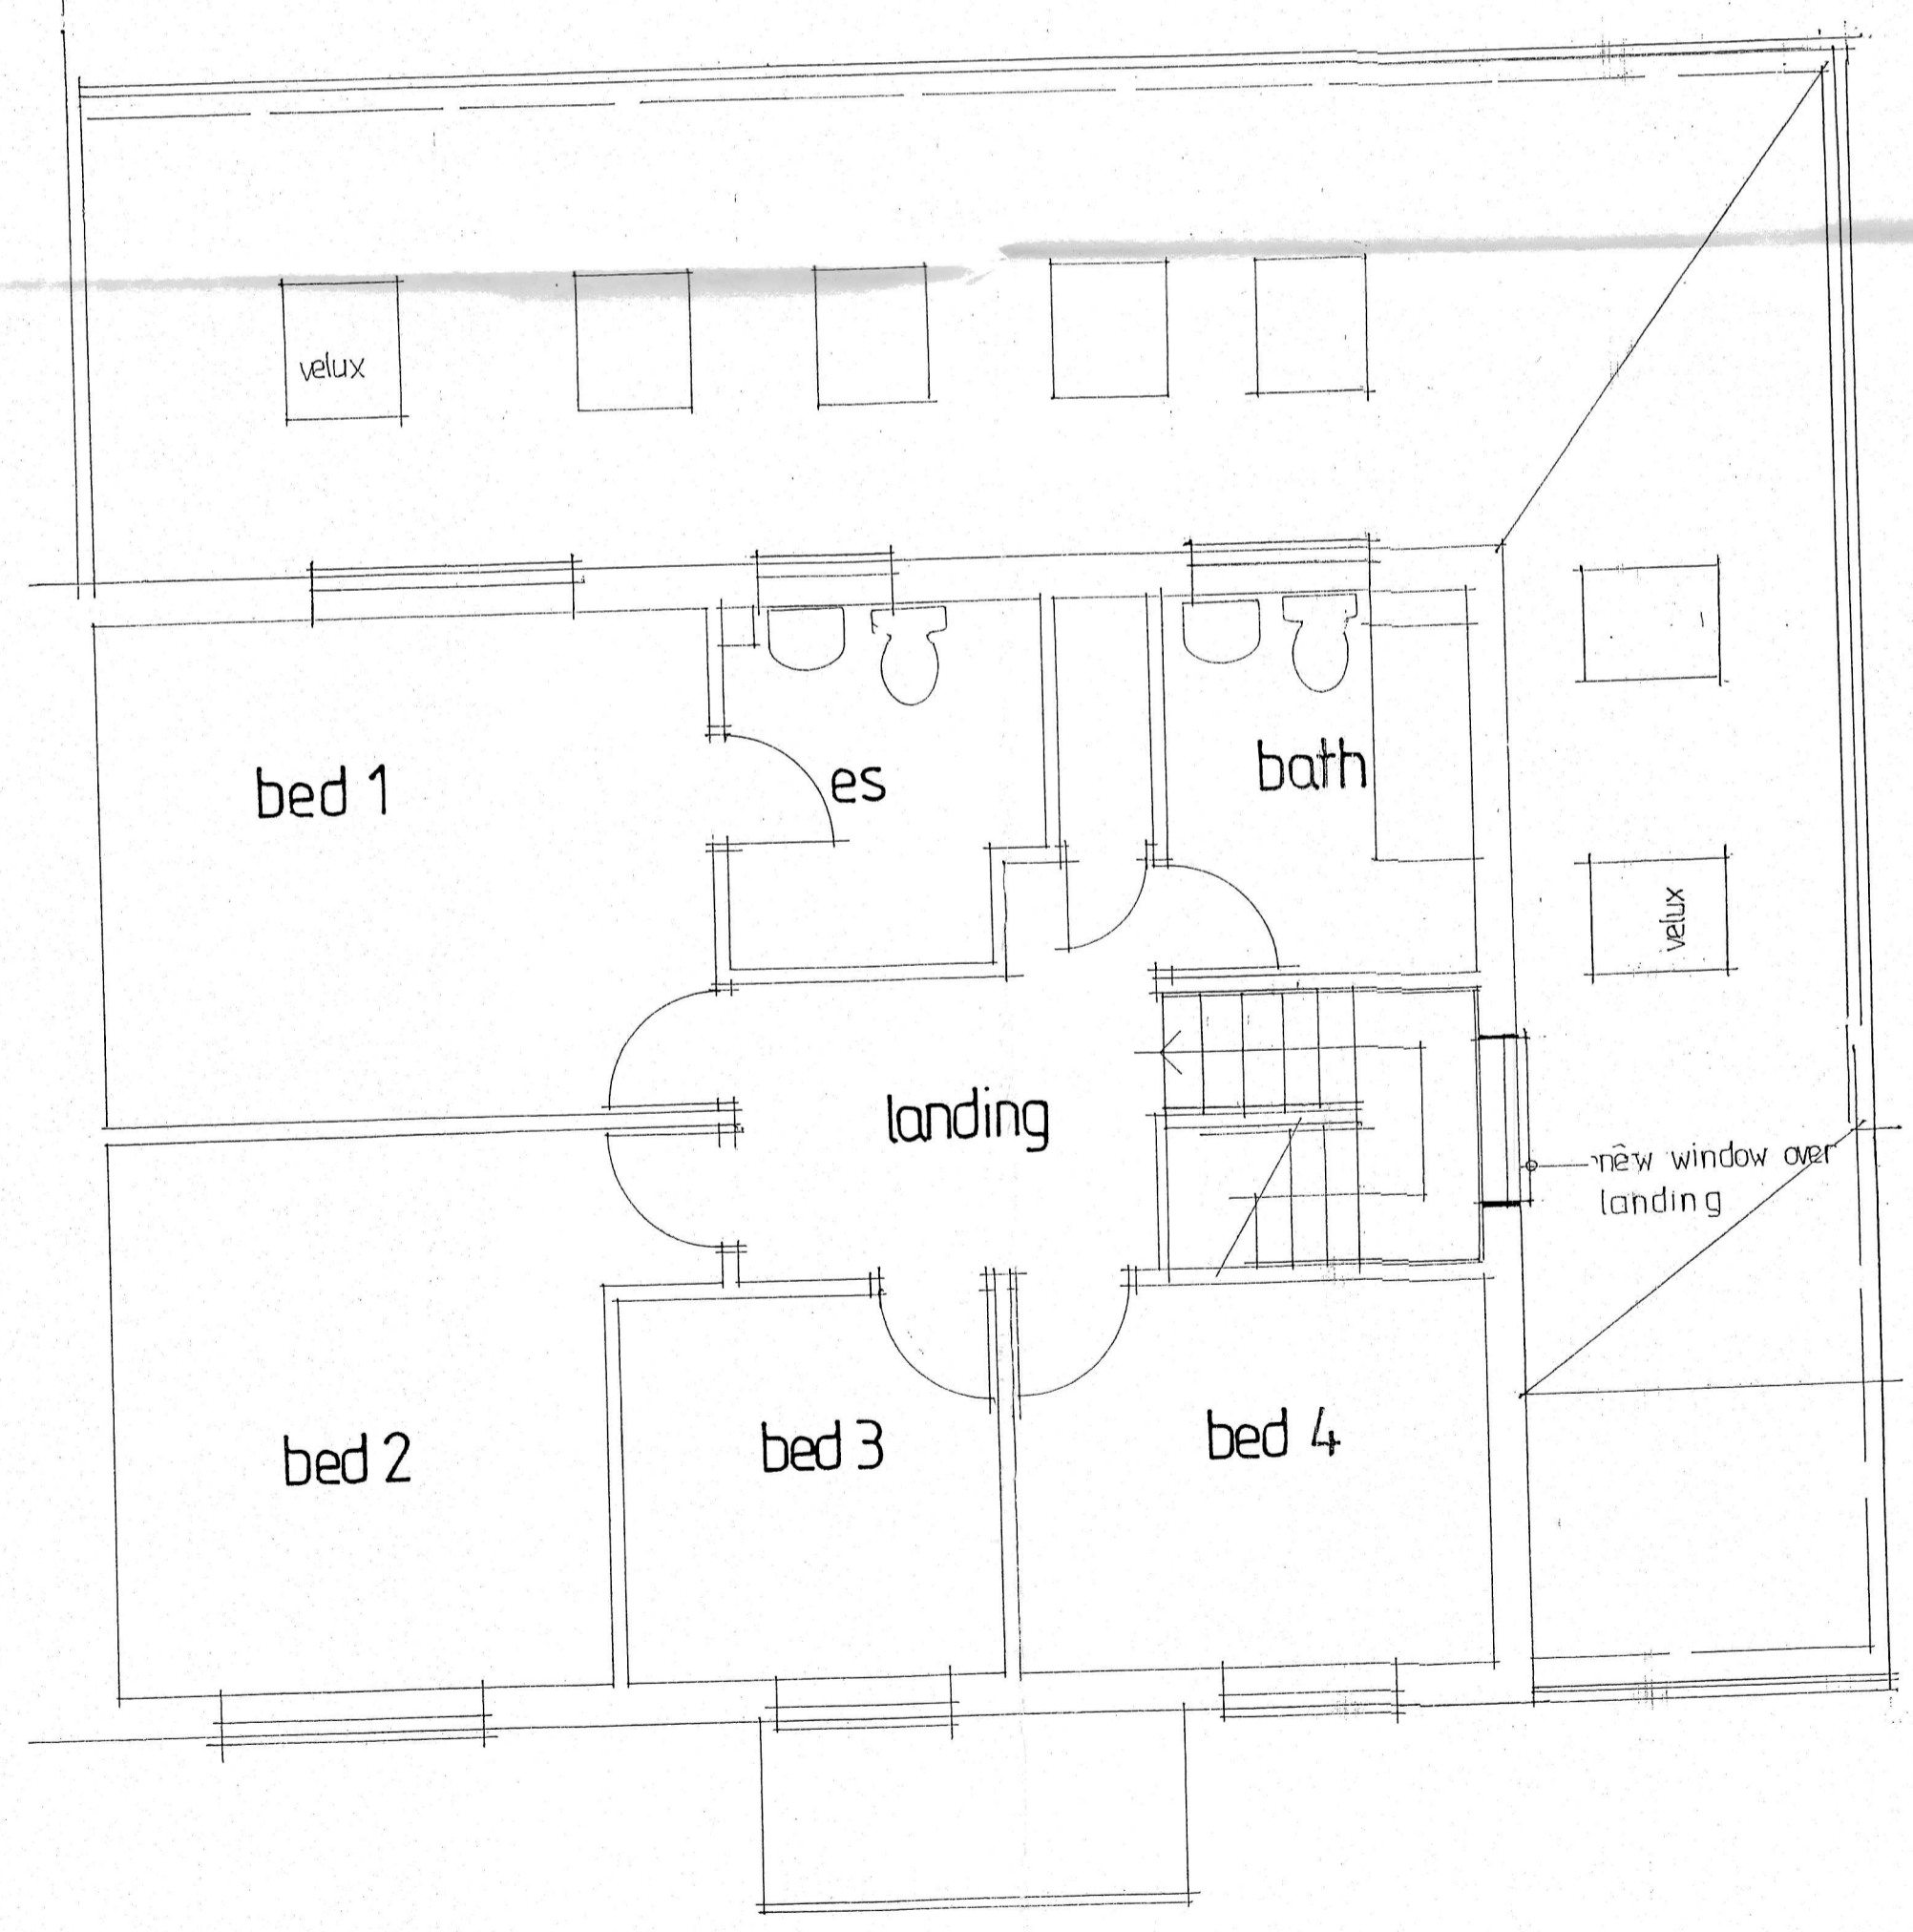 velux
bed 1
es
bath
velux
landing
new window over
landing
bed 2
bed 3
bed 4